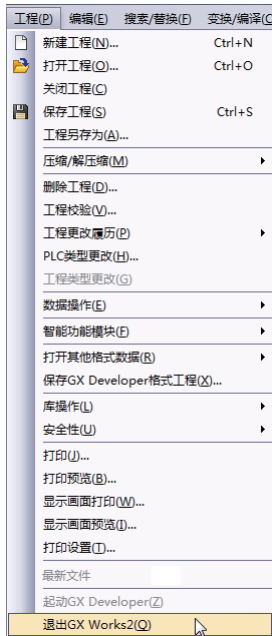 工程(P) 编辑(E) 搜索/替换(F) 变换/编译(C
新建工程(N)... Ctrl+N
打开工程(O)... Ctrl+O
关闭工程(C)
保存工程(S) Ctrl+S
工程另存为(A)...
压缩/解压缩(M)
删除工程(D)...
工程校验(V)...
工程更改履历(P)
PLC类型更改(H)...
工程类型更改(G)
数据操作(E)
智能功能模块(F)
打开其他格式数据(R)
保存GX Developer格式工程(X)...
库操作(L)
安全性(U)
打印(J)...
打印预览(B)...
显示画面打印(W)...
显示画面预览(I)...
打印设置(T)...
最新文件
起动GX Developer(Z)
退出GX Works2(Q)